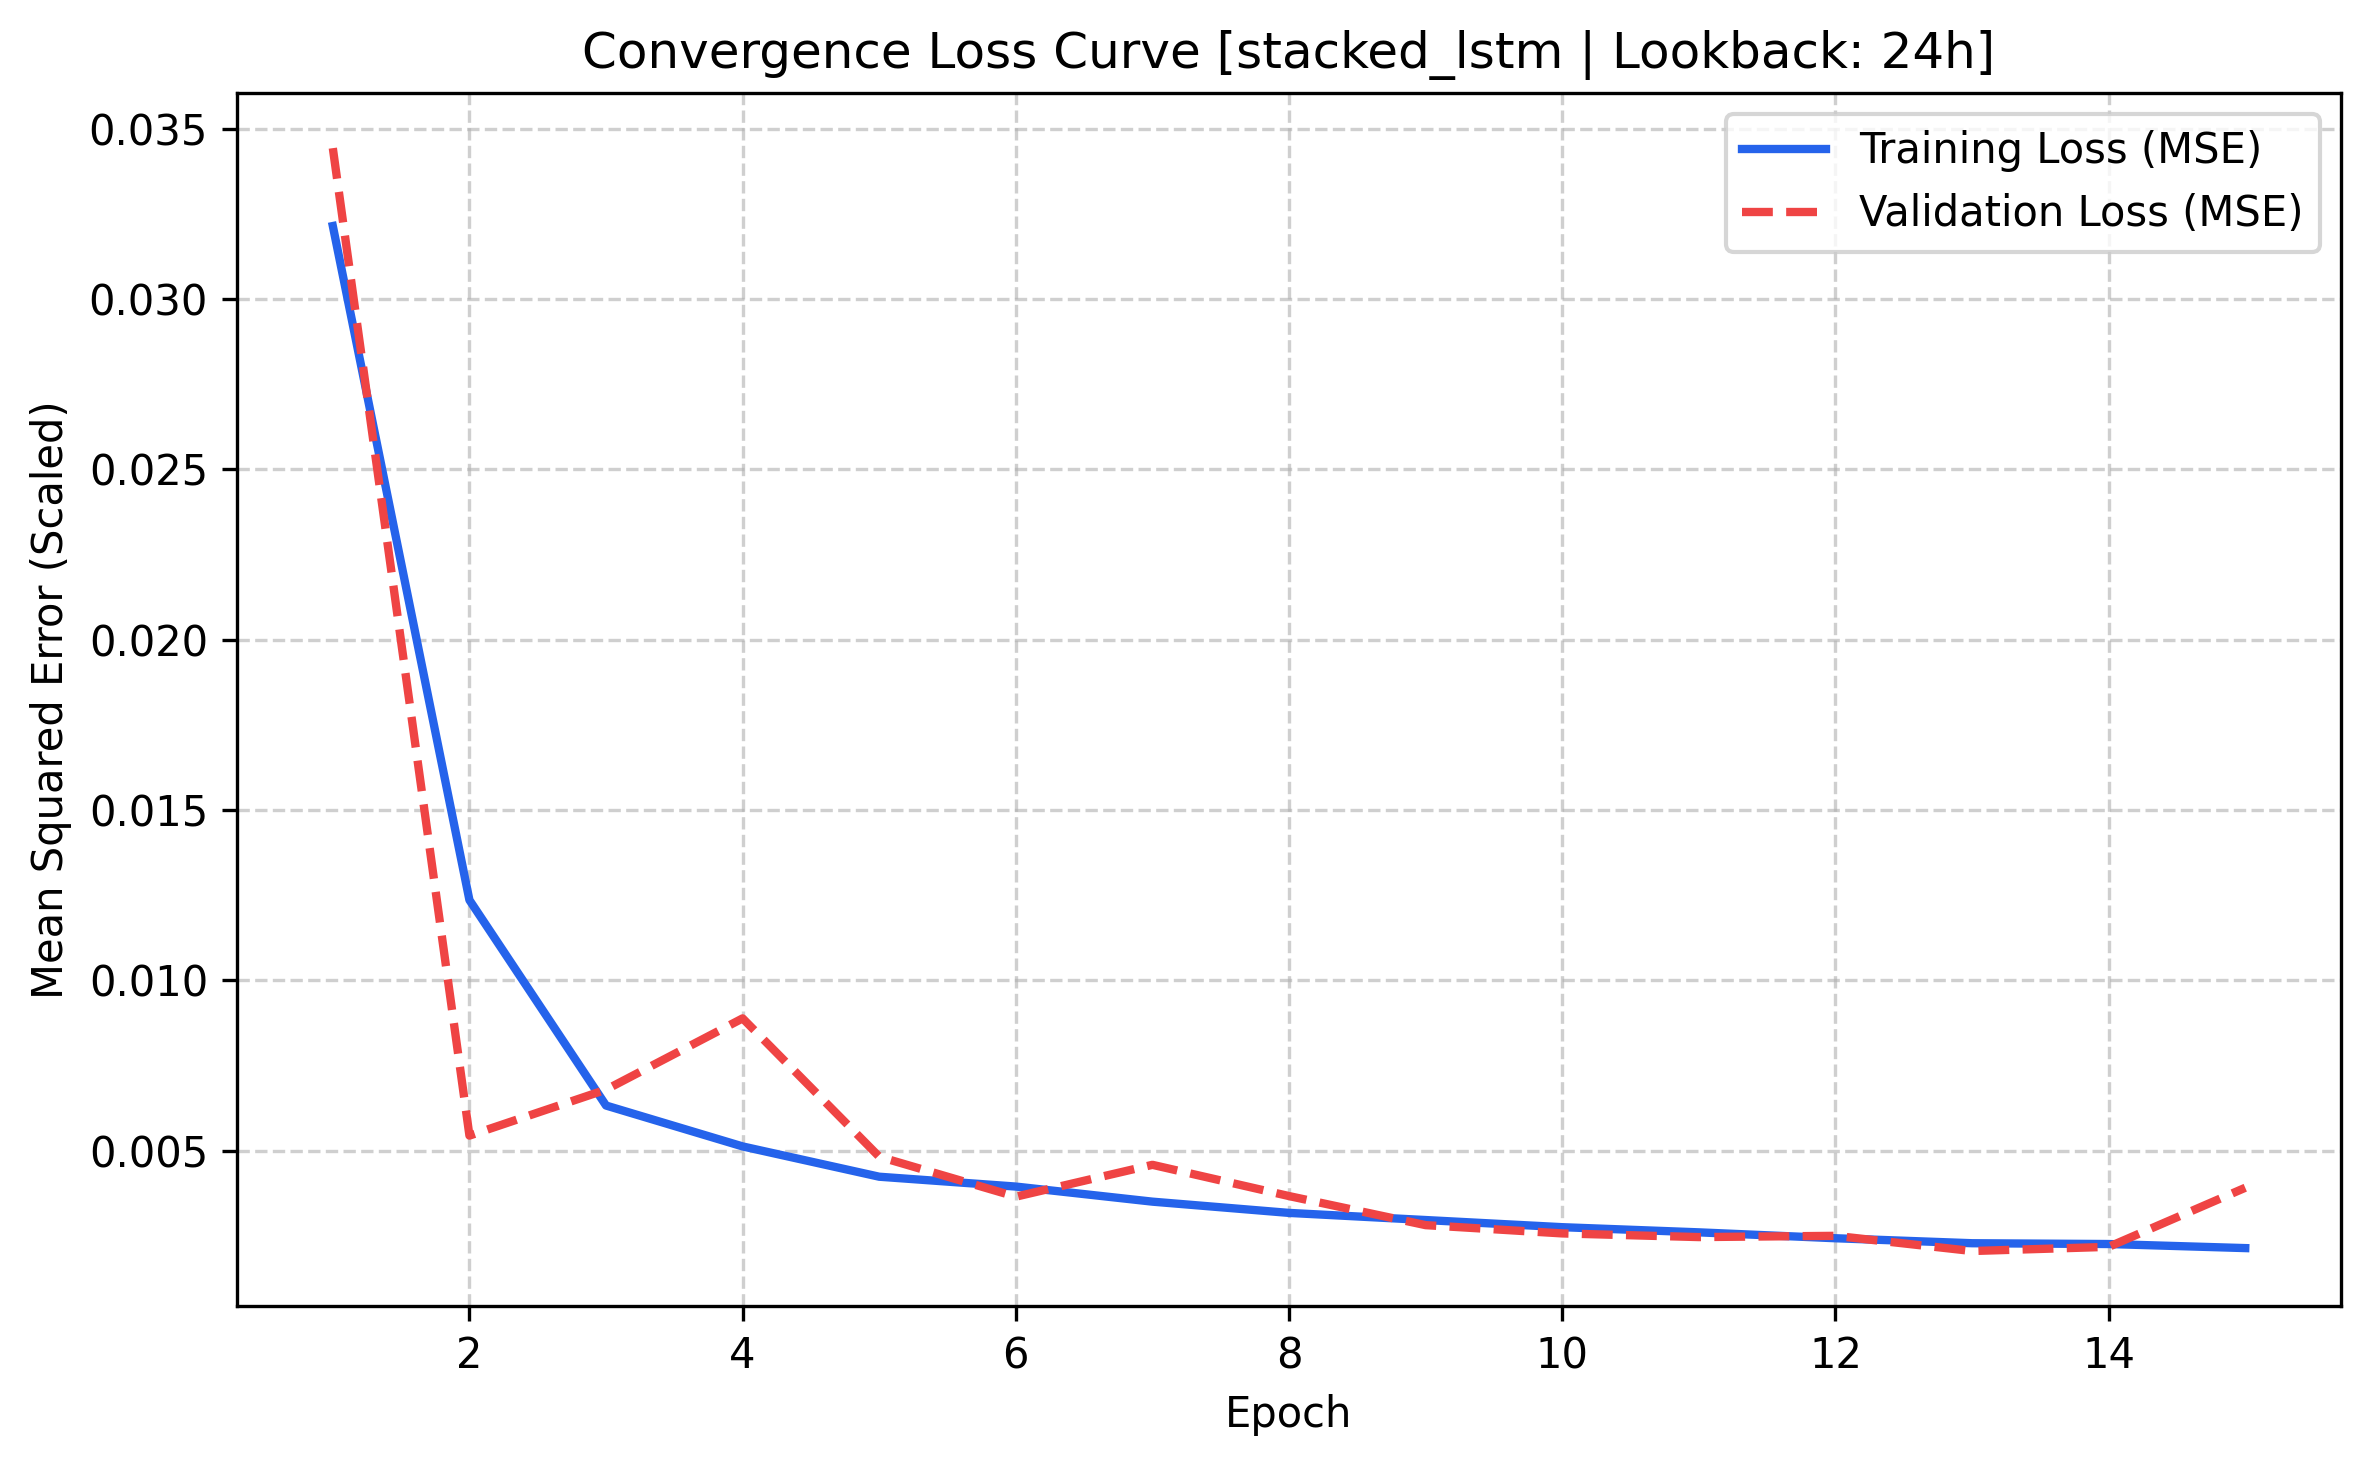 Convergence Loss Curve [stacked_lstm | Lookback: 24h]
Training Loss (MSE)
Validation Loss (MSE)
Mean Squared Error (Scaled)
0.035
0.030
0.025
0.020
0.015
0.010
0.005
2 4 6 8 10 12 14
Epoch